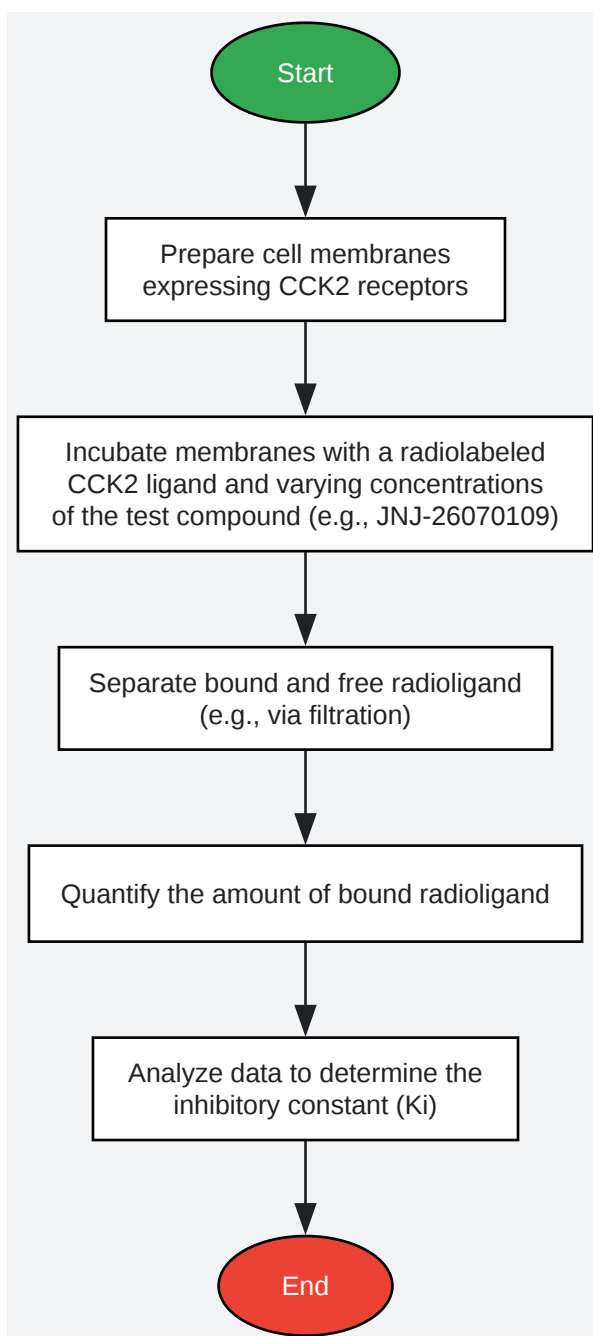 Start
Prepare cell membranes
expressing CCK2 receptors
Incubate membranes with a radiolabeled
CCK2 ligand and varying concentrations
of the test compound (e.g., JNJ-26070109)
Separate bound and free radioligand
(e.g., via filtration)
Quantify the amount of bound radioligand
Analyze data to determine the
inhibitory constant (Ki)
End